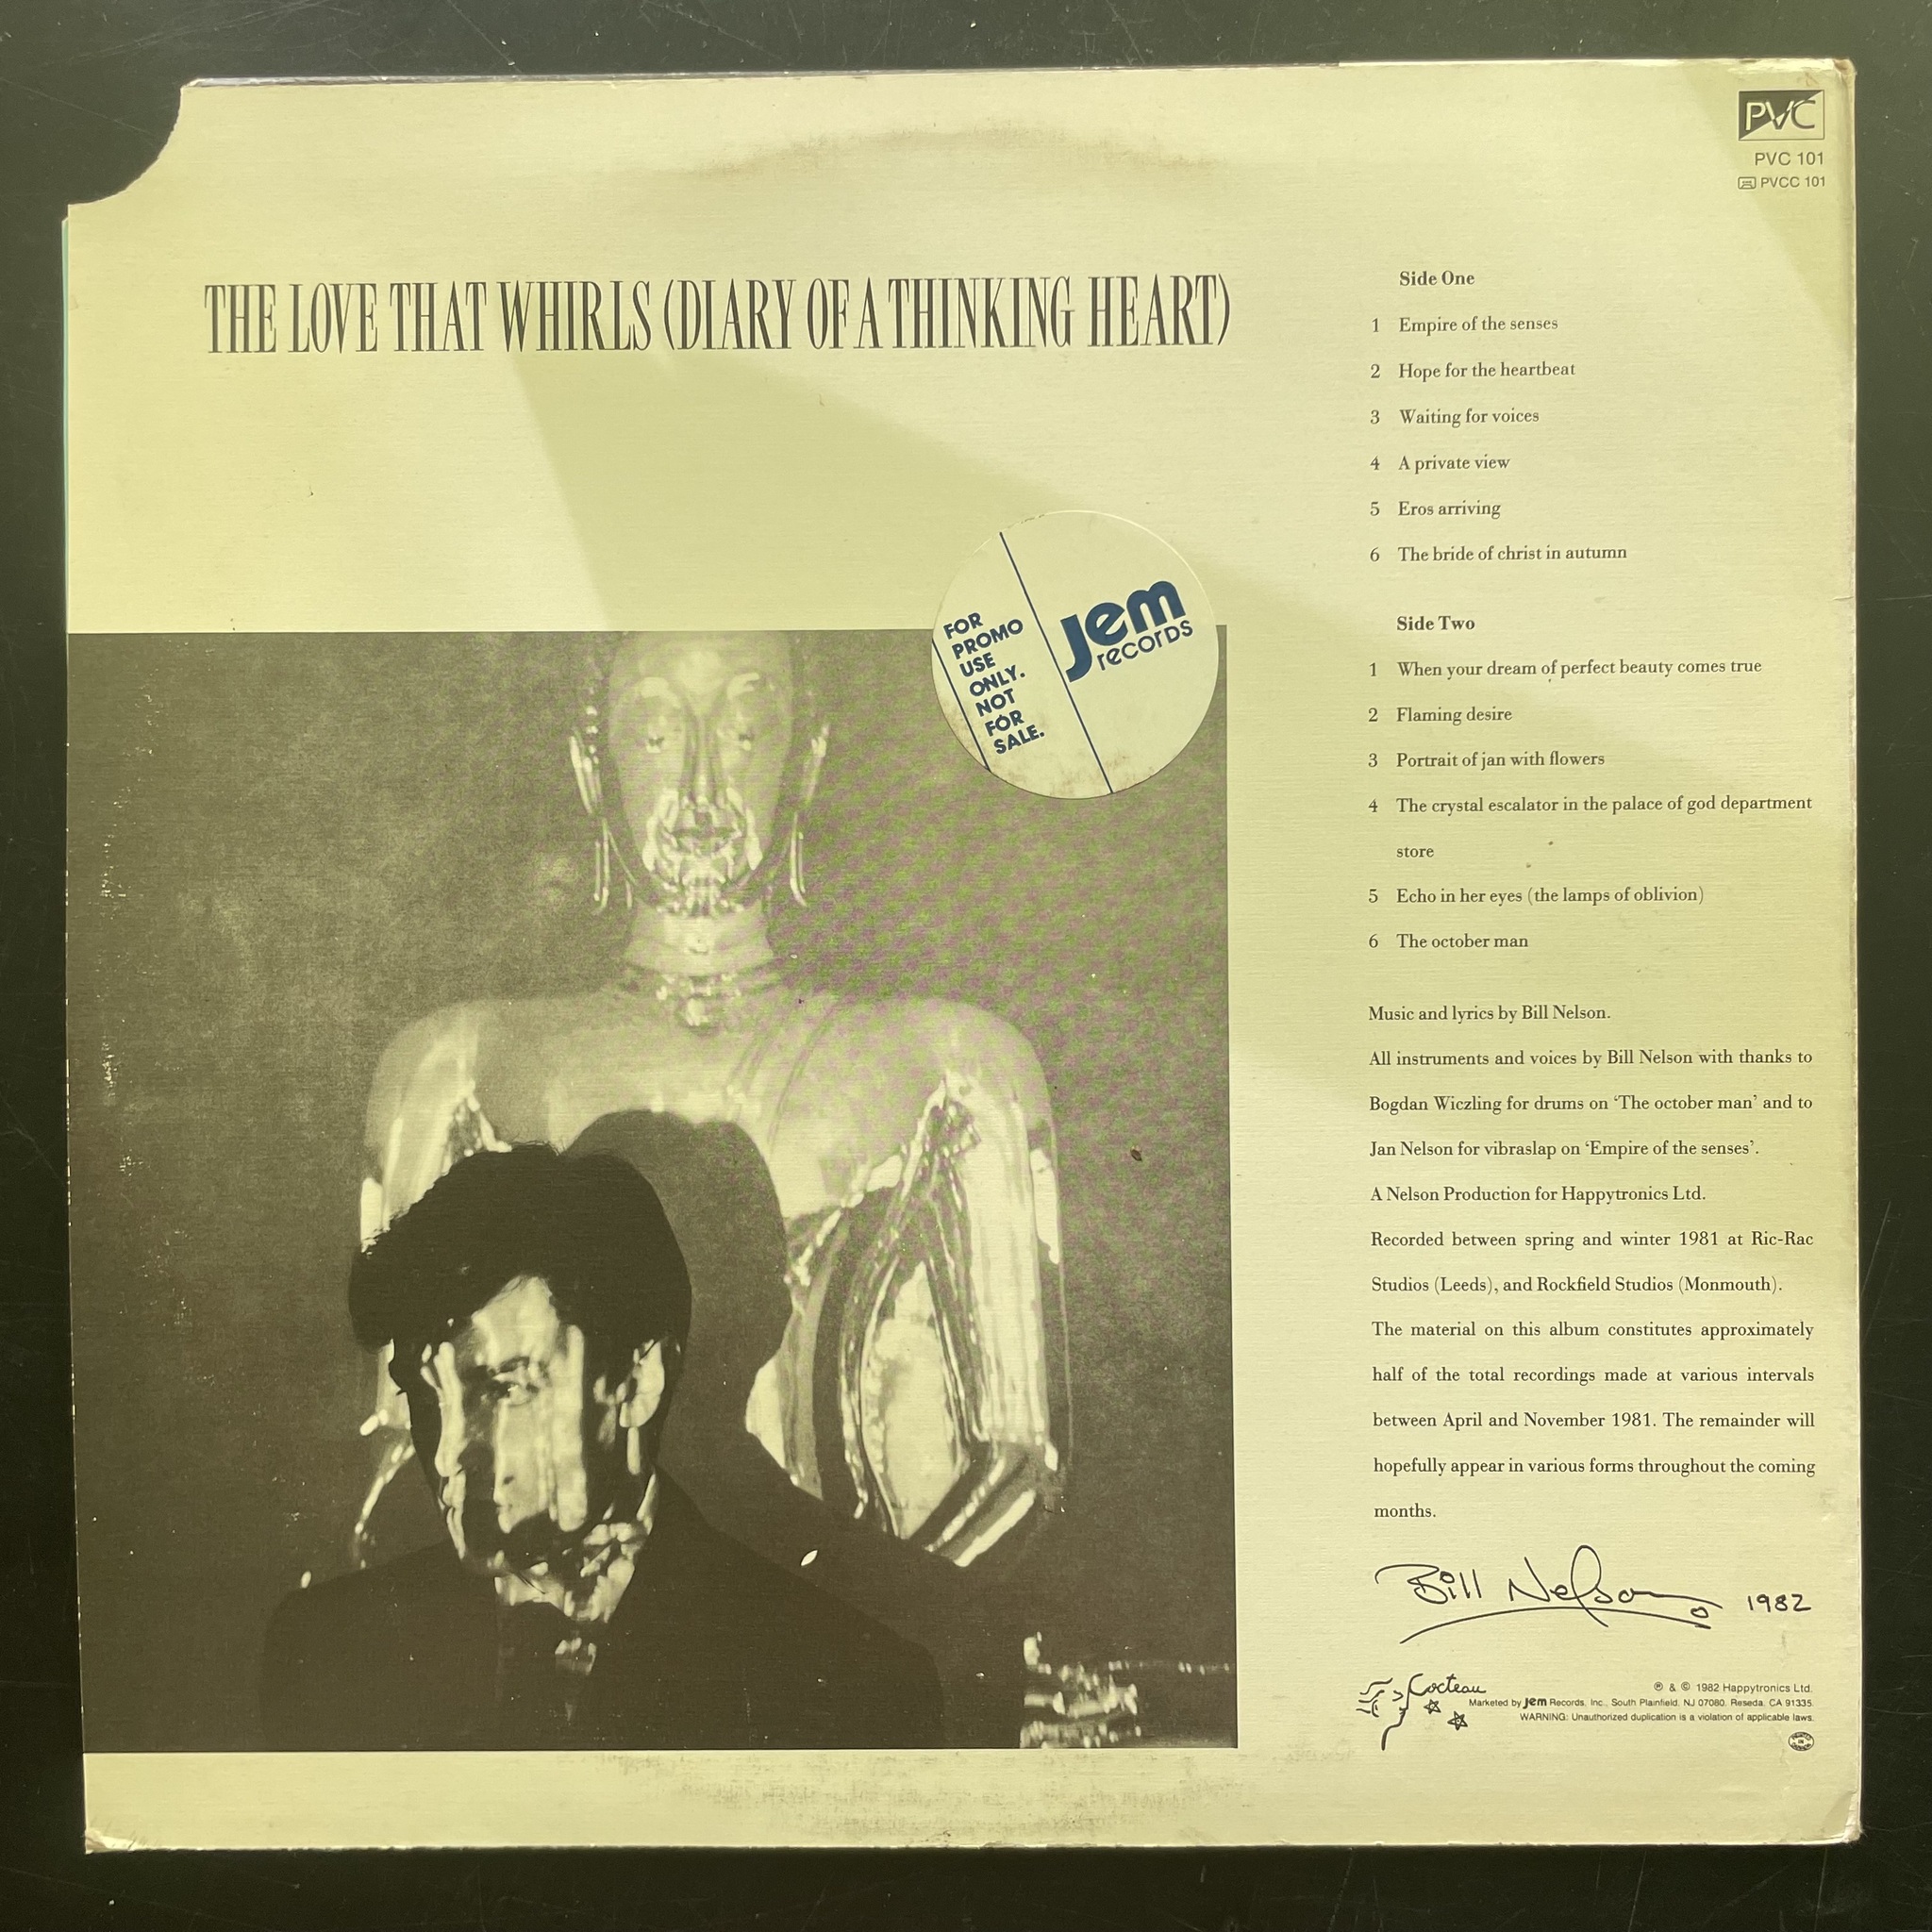 PVC
PVC 101
PVCC 101
THE LOVE THAT WHIRLS (DIARY OF A THINKING HEART)
Side One
1 Empire of the senses
2 Hope for the heartbeat
3 Waiting for voices
4 A private view
5 Eros arriving
6 The bride of christ in autumn
Side Two
1 When your dream of perfect beauty comes true
2 Flaming desire
3 Portrait of jan with flowers
4 The crystal escalator in the palace of god department
store
5 Echo in her eyes (the lamps of oblivion)
6 The october man
Music and lyrics by Bill Nelson.
All instruments and voices by Bill Nelson with thanks to
Bogdan Wiczling for drums on ‘The october man’ and to
Jan Nelson for vibraslap on ‘Empire of the senses’.
A Nelson Production for Happytronics Ltd.
Recorded between spring and winter 1981 at Ric-Rac
Studios (Leeds), and Rockfield Studios (Monmouth).
The material on this album constitutes approximately
half of the total recordings made at various intervals
between April and November 1981. The remainder will
hopefully appear in various forms throughout the coming
months.
Bill Nelson 1982
Cocteau
℗ & © 1982 Happytronics Ltd.
Marketed by Jem Records, Inc., South Plainfield, NJ 07080. Reseda, CA 91335.
WARNING: Unauthorized duplication is a violation of applicable laws.
FOR
PROMO
USE
ONLY.
NOT
FOR
SALE.
Jem
records